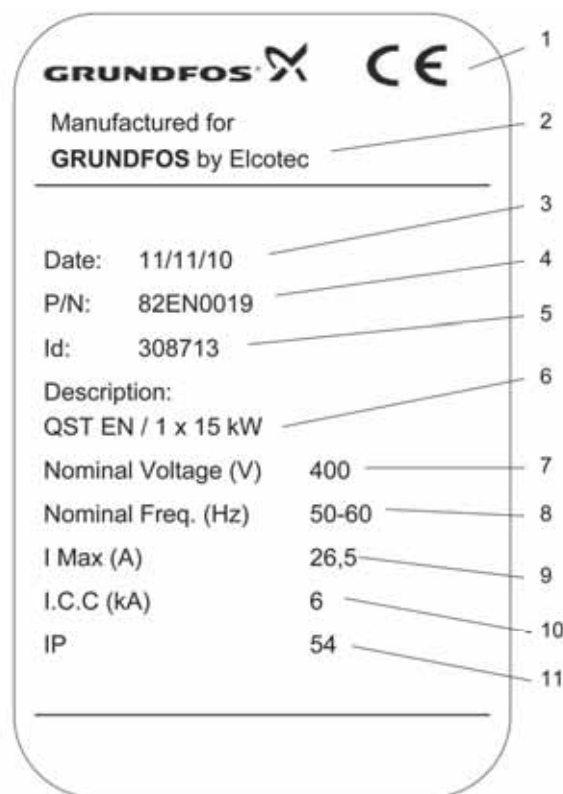 GRUNDFOS CE 1
Manufactured for 2
GRUNDFOS by Elcotec
3
Date: 11/11/10
4
P/N: 82EN0019
5
Id: 308713
Description: 6
QST EN / 1 x 15 kW
Nominal Voltage (V) 400 7
Nominal Freq. (Hz) 50-60 8
I Max (A) 26,5 9
I.C.C (kA) 6 10
IP 54 11